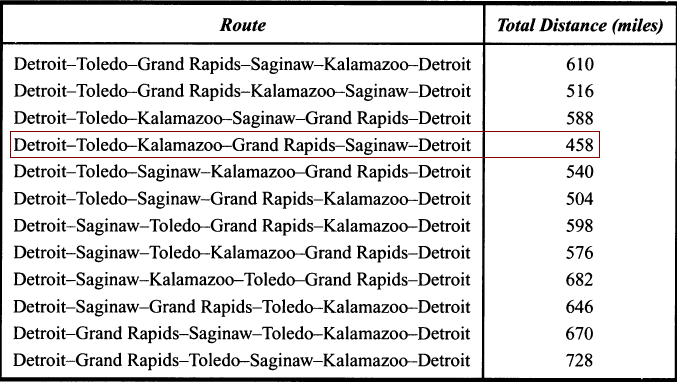 Route Total Distance (miles)
Detroit–Toledo–Grand Rapids–Saginaw–Kalamazoo–Detroit 610
Detroit–Toledo–Grand Rapids–Kalamazoo–Saginaw–Detroit 516
Detroit–Toledo–Kalamazoo–Saginaw–Grand Rapids–Detroit 588
Detroit–Toledo–Kalamazoo–Grand Rapids–Saginaw–Detroit 458
Detroit–Toledo–Saginaw–Kalamazoo–Grand Rapids–Detroit 540
Detroit–Toledo–Saginaw–Grand Rapids–Kalamazoo–Detroit 504
Detroit–Saginaw–Toledo–Grand Rapids–Kalamazoo–Detroit 598
Detroit–Saginaw–Toledo–Kalamazoo–Grand Rapids–Detroit 576
Detroit–Saginaw–Kalamazoo–Toledo–Grand Rapids–Detroit 682
Detroit–Saginaw–Grand Rapids–Toledo–Kalamazoo–Detroit 646
Detroit–Grand Rapids–Saginaw–Toledo–Kalamazoo–Detroit 670
Detroit–Grand Rapids–Toledo–Saginaw–Kalamazoo–Detroit 728